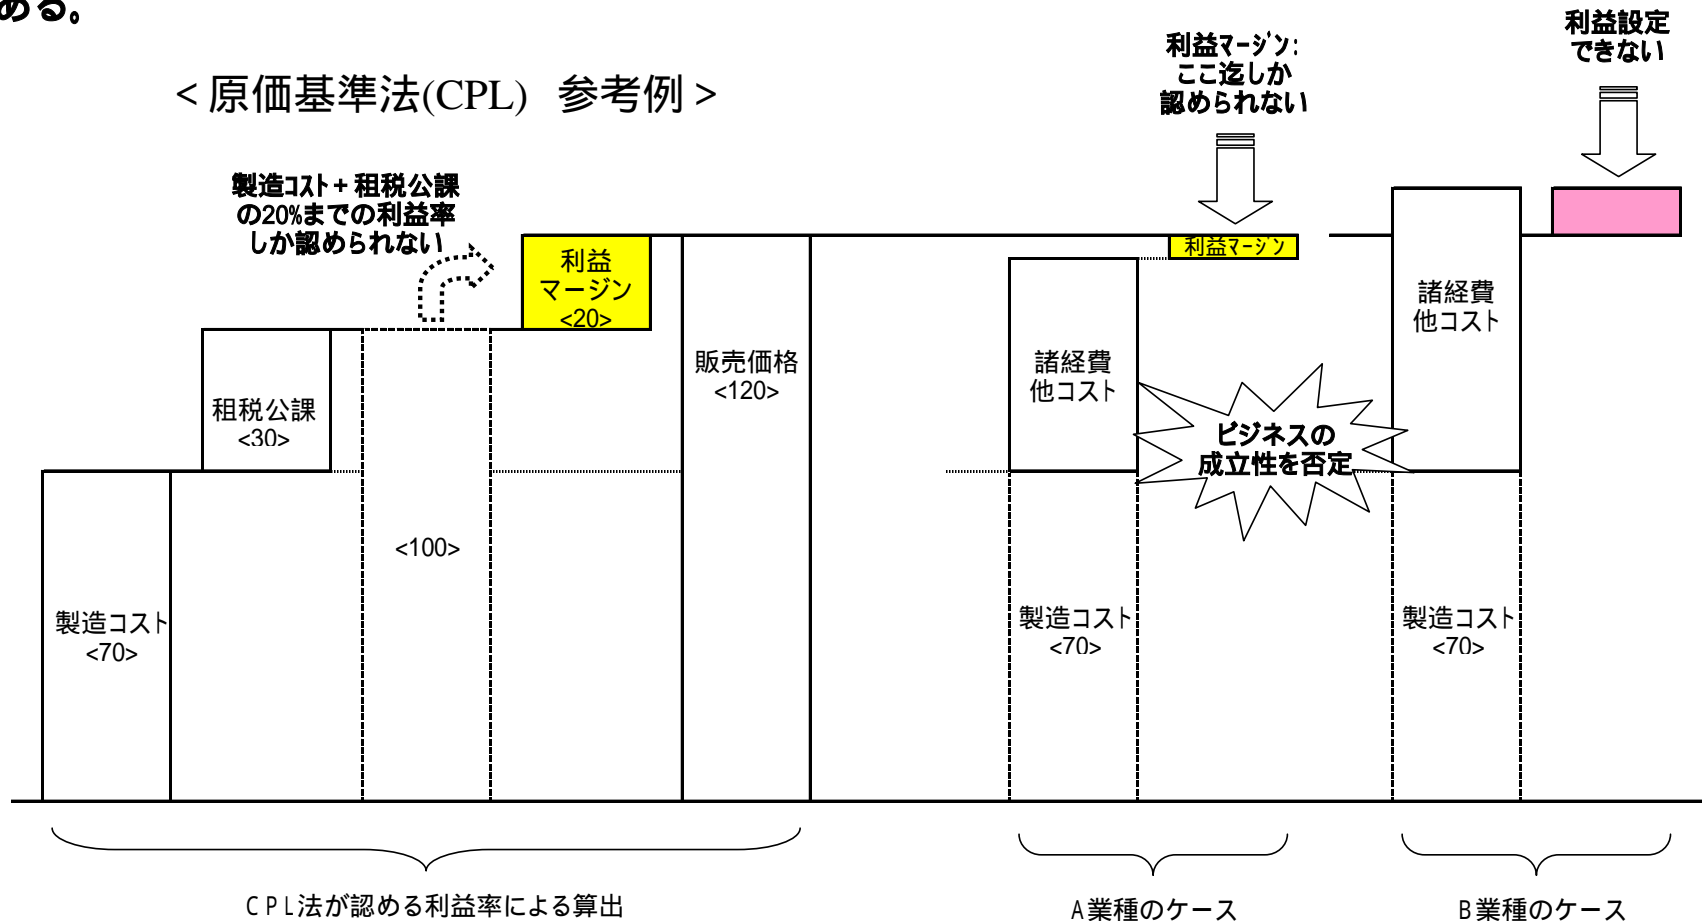 ある。
<原価基準法(CPL) 参考例>
製造ｺｽﾄ+租税公課
の20%までの利益率
しか認められない
利益ﾏｰｼﾞﾝ:
ここ迄しか
認められない
利益設定
できない
利益
マージン
<20>
利益ﾏｰｼﾞﾝ
租税公課
<30>
販売価格
<120>
諸経費
他コスト
諸経費
他コスト
ビジネスの
成立性を否定
<100>
製造コスト
<70>
製造コスト
<70>
製造コスト
<70>
CPL法が認める利益率による算出
A業種のケース
B業種のケース